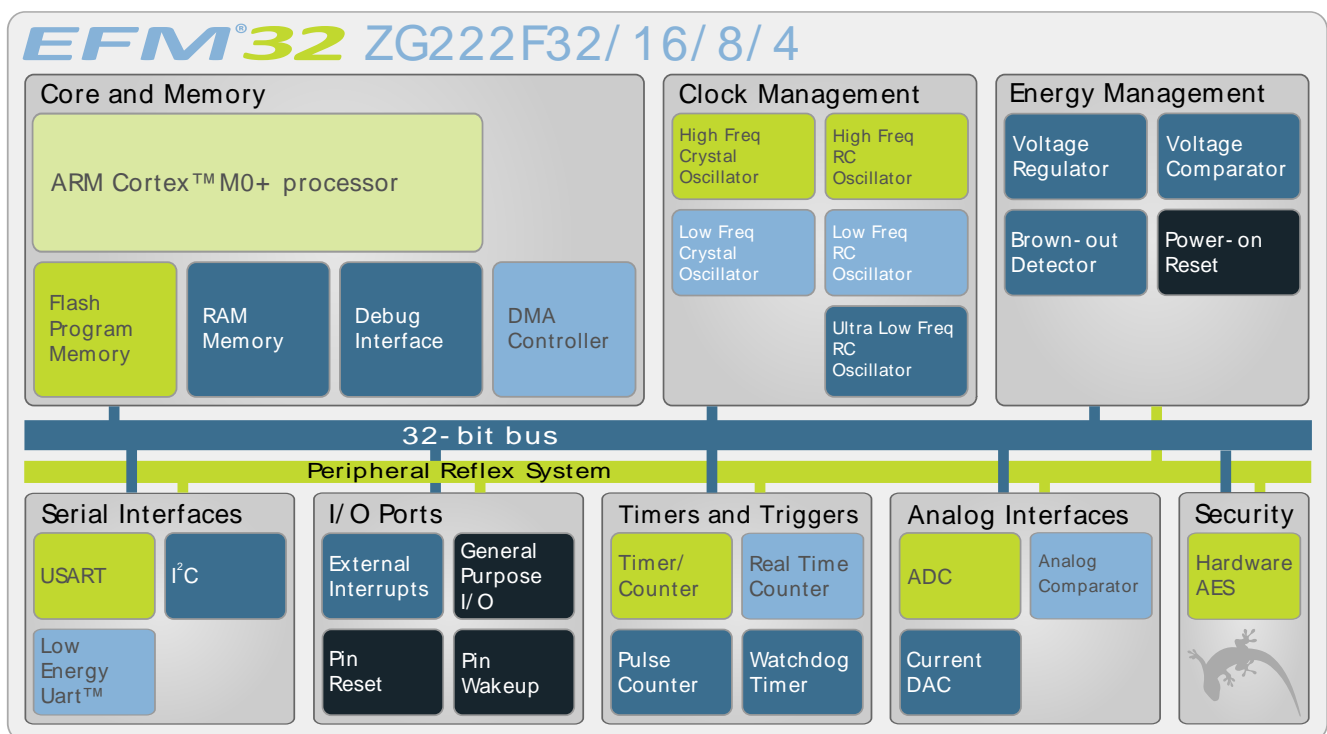 EFM®32 ZG222F32/16/8/4
Core and Memory
ARM Cortex™ M0+ processor
Flash
Program
Memory
RAM
Memory
Debug
Interface
DMA
Controller
Clock Management
High Freq
Crystal
Oscillator
High Freq
RC
Oscillator
Low Freq
Crystal
Oscillator
Low Freq
RC
Oscillator
Ultra Low Freq
RC
Oscillator
Energy Management
Voltage
Regulator
Voltage
Comparator
Brown-out
Detector
Power-on
Reset
32-bit bus
Peripheral Reflex System
Serial Interfaces
USART
I²C
Low
Energy
Uart™
I/O Ports
External
Interrupts
General
Purpose
I/O
Pin
Reset
Pin
Wakeup
Timers and Triggers
Timer/
Counter
Real Time
Counter
Pulse
Counter
Watchdog
Timer
Analog Interfaces
ADC
Analog
Comparator
Current
DAC
Security
Hardware
AES